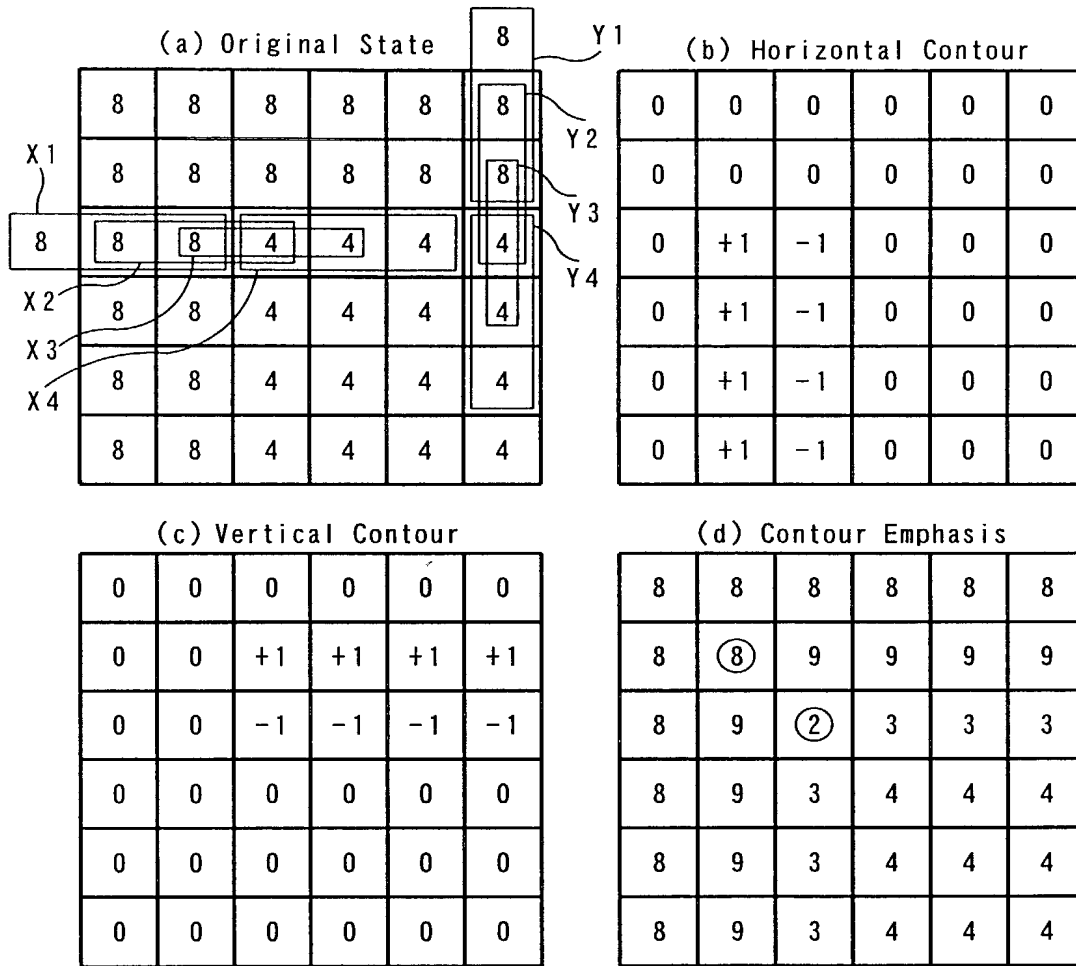 (a) Original State
8
Y1
(b) Horizontal Contour
8 8 8 8 8 8
Y2
0 0 0 0 0 0
X1
8 8 8 8 8 8
Y3
0 0 0 0 0 0
8 8 8 4 4 4 4
Y4
0 +1 -1 0 0 0
X2
8 8 4 4 4 4
0 +1 -1 0 0 0
X3
8 8 4 4 4 4
0 +1 -1 0 0 0
X4
8 8 4 4 4 4
0 +1 -1 0 0 0
(c) Vertical Contour
(d) Contour Emphasis
0 0 0 0 0 0
8 8 8 8 8 8
0 0 +1 +1 +1 +1
8 8 9 9 9 9
0 0 -1 -1 -1 -1
8 9 2 3 3 3
0 0 0 0 0 0
8 9 3 4 4 4
0 0 0 0 0 0
8 9 3 4 4 4
0 0 0 0 0 0
8 9 3 4 4 4